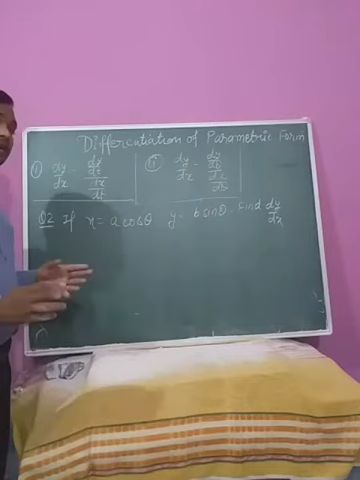 Differentiation of Parametric Form
① dy/dx = dy/dt / dx/dt  ⑪ dy/dx = dy/dθ / dx/dθ
Q2 If x = a cosθ y = b sinθ. Find dy/dx